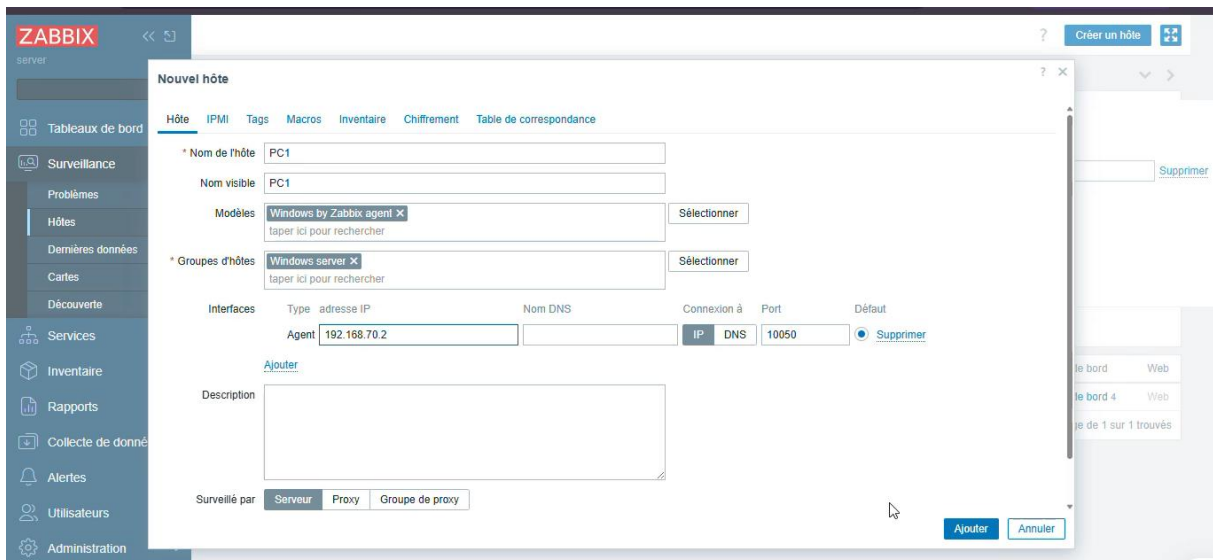 ZABBIX
server
Tableaux de bord
Surveillance
Problèmes
Hôtes
Dernières données
Cartes
Découverte
Services
Inventaire
Rapports
Collecte de donné
Alertes
Utilisateurs
Administration
? Créer un hôte
Nouvel hôte ?
Hôte IPMI Tags Macros Inventaire Chiffrement Table de correspondance
* Nom de l'hôte PC1
Nom visible PC1
Modèles Windows by Zabbix agent Sélectionner
taper ici pour rechercher
* Groupes d'hôtes Windows server Sélectionner
taper ici pour rechercher
Interfaces Type adresse IP Nom DNS Connexion à Port Défaut
Agent 192.168.70.2 IP DNS 10050 Supprimer
Ajouter
Description
Surveillé par Serveur Proxy Groupe de proxy
Ajouter Annuler
Supprimer
le bord Web
le bord 4 Web
ge de 1 sur 1 trouvés